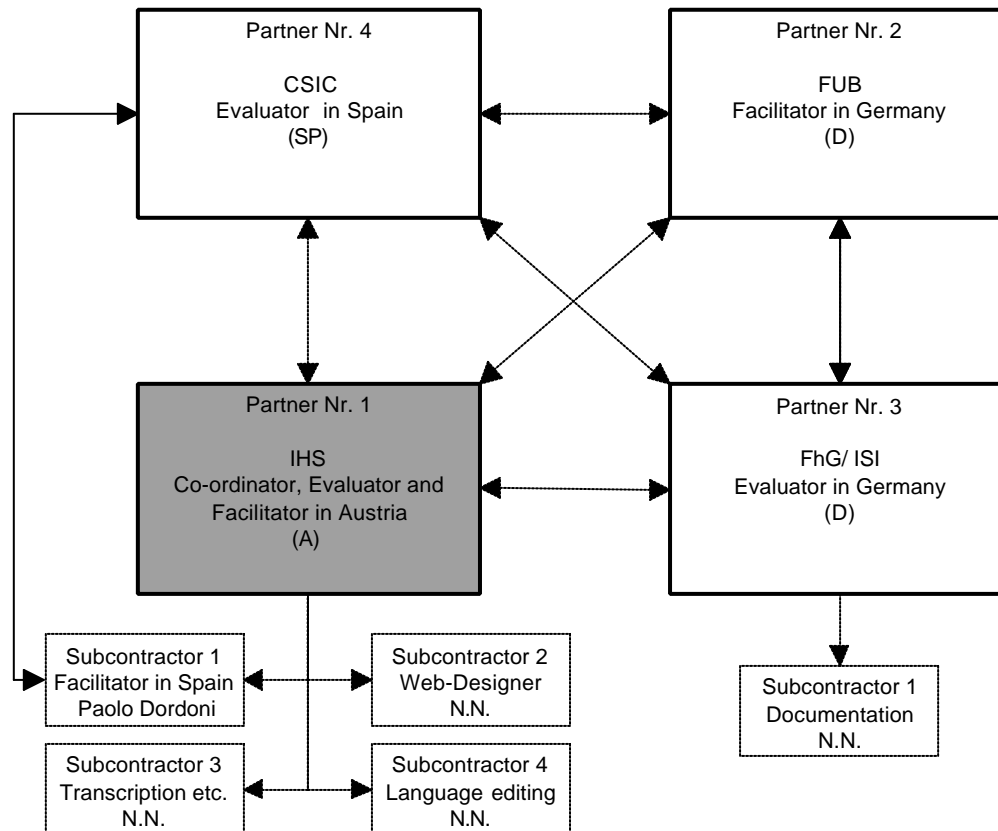 Partner Nr. 4
CSIC
Evaluator in Spain
(SP)
Partner Nr. 2
FUB
Facilitator in Germany
(D)
Partner Nr. 1
IHS
Co-ordinator, Evaluator and
Facilitator in Austria
(A)
Partner Nr. 3
FhG/ ISI
Evaluator in Germany
(D)
Subcontractor 1
Facilitator in Spain
Paolo Dordoni
Subcontractor 2
Web-Designer
N.N.
Subcontractor 1
Documentation
N.N.
Subcontractor 3
Transcription etc.
N.N.
Subcontractor 4
Language editing
N.N.